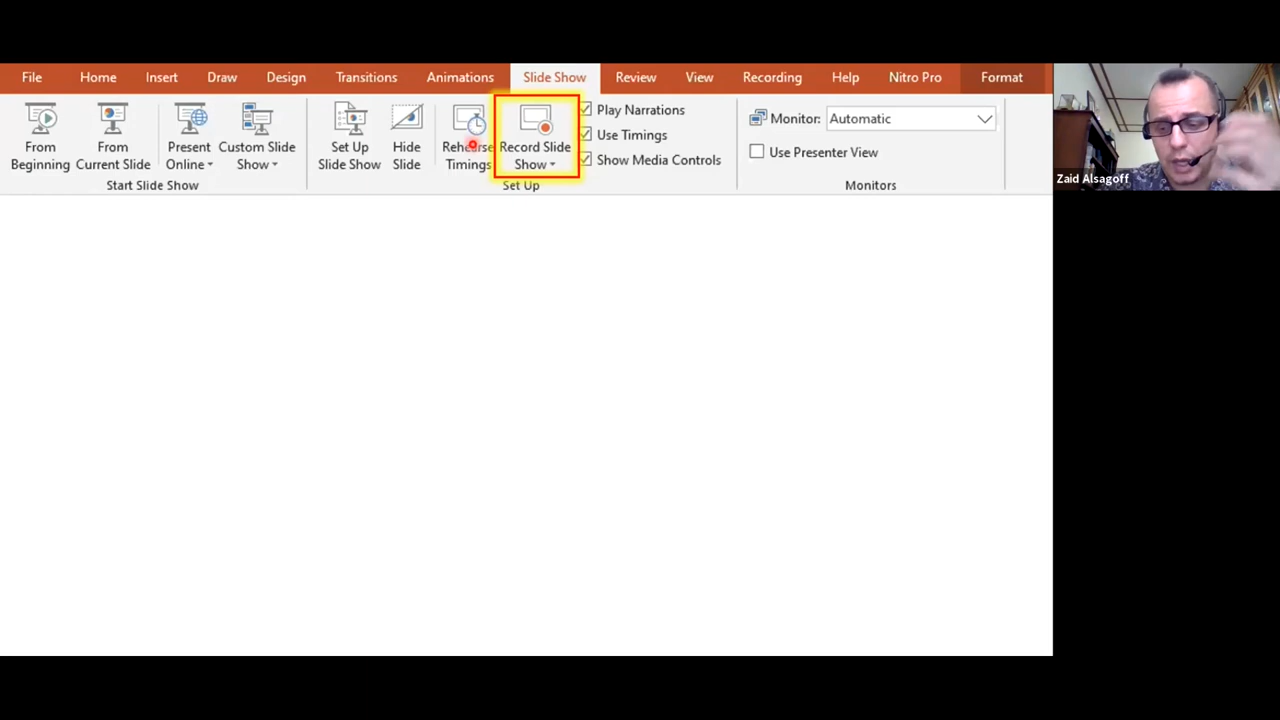 File Home Insert Draw Design Transitions Animations Slide Show Review View Recording Help Nitro Pro Format
From Beginning
From Current Slide
Present Online
Custom Slide Show
Start Slide Show
Set Up Slide Show
Hide Slide
Rehearse Timings
Record Slide Show
Play Narrations
Use Timings
Show Media Controls
Set Up
Monitor: Automatic
Use Presenter View
Monitors
Zaid Alsagoff